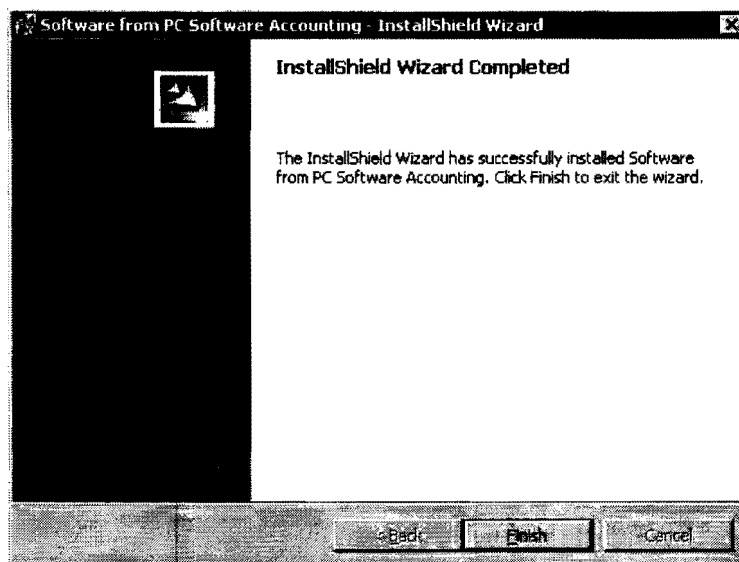 Software from PC Software Accounting - InstallShield Wizard
InstallShield Wizard Completed
The InstallShield Wizard has successfully installed Software
from PC Software Accounting. Click Finish to exit the wizard.
< Back
Finish
Cancel